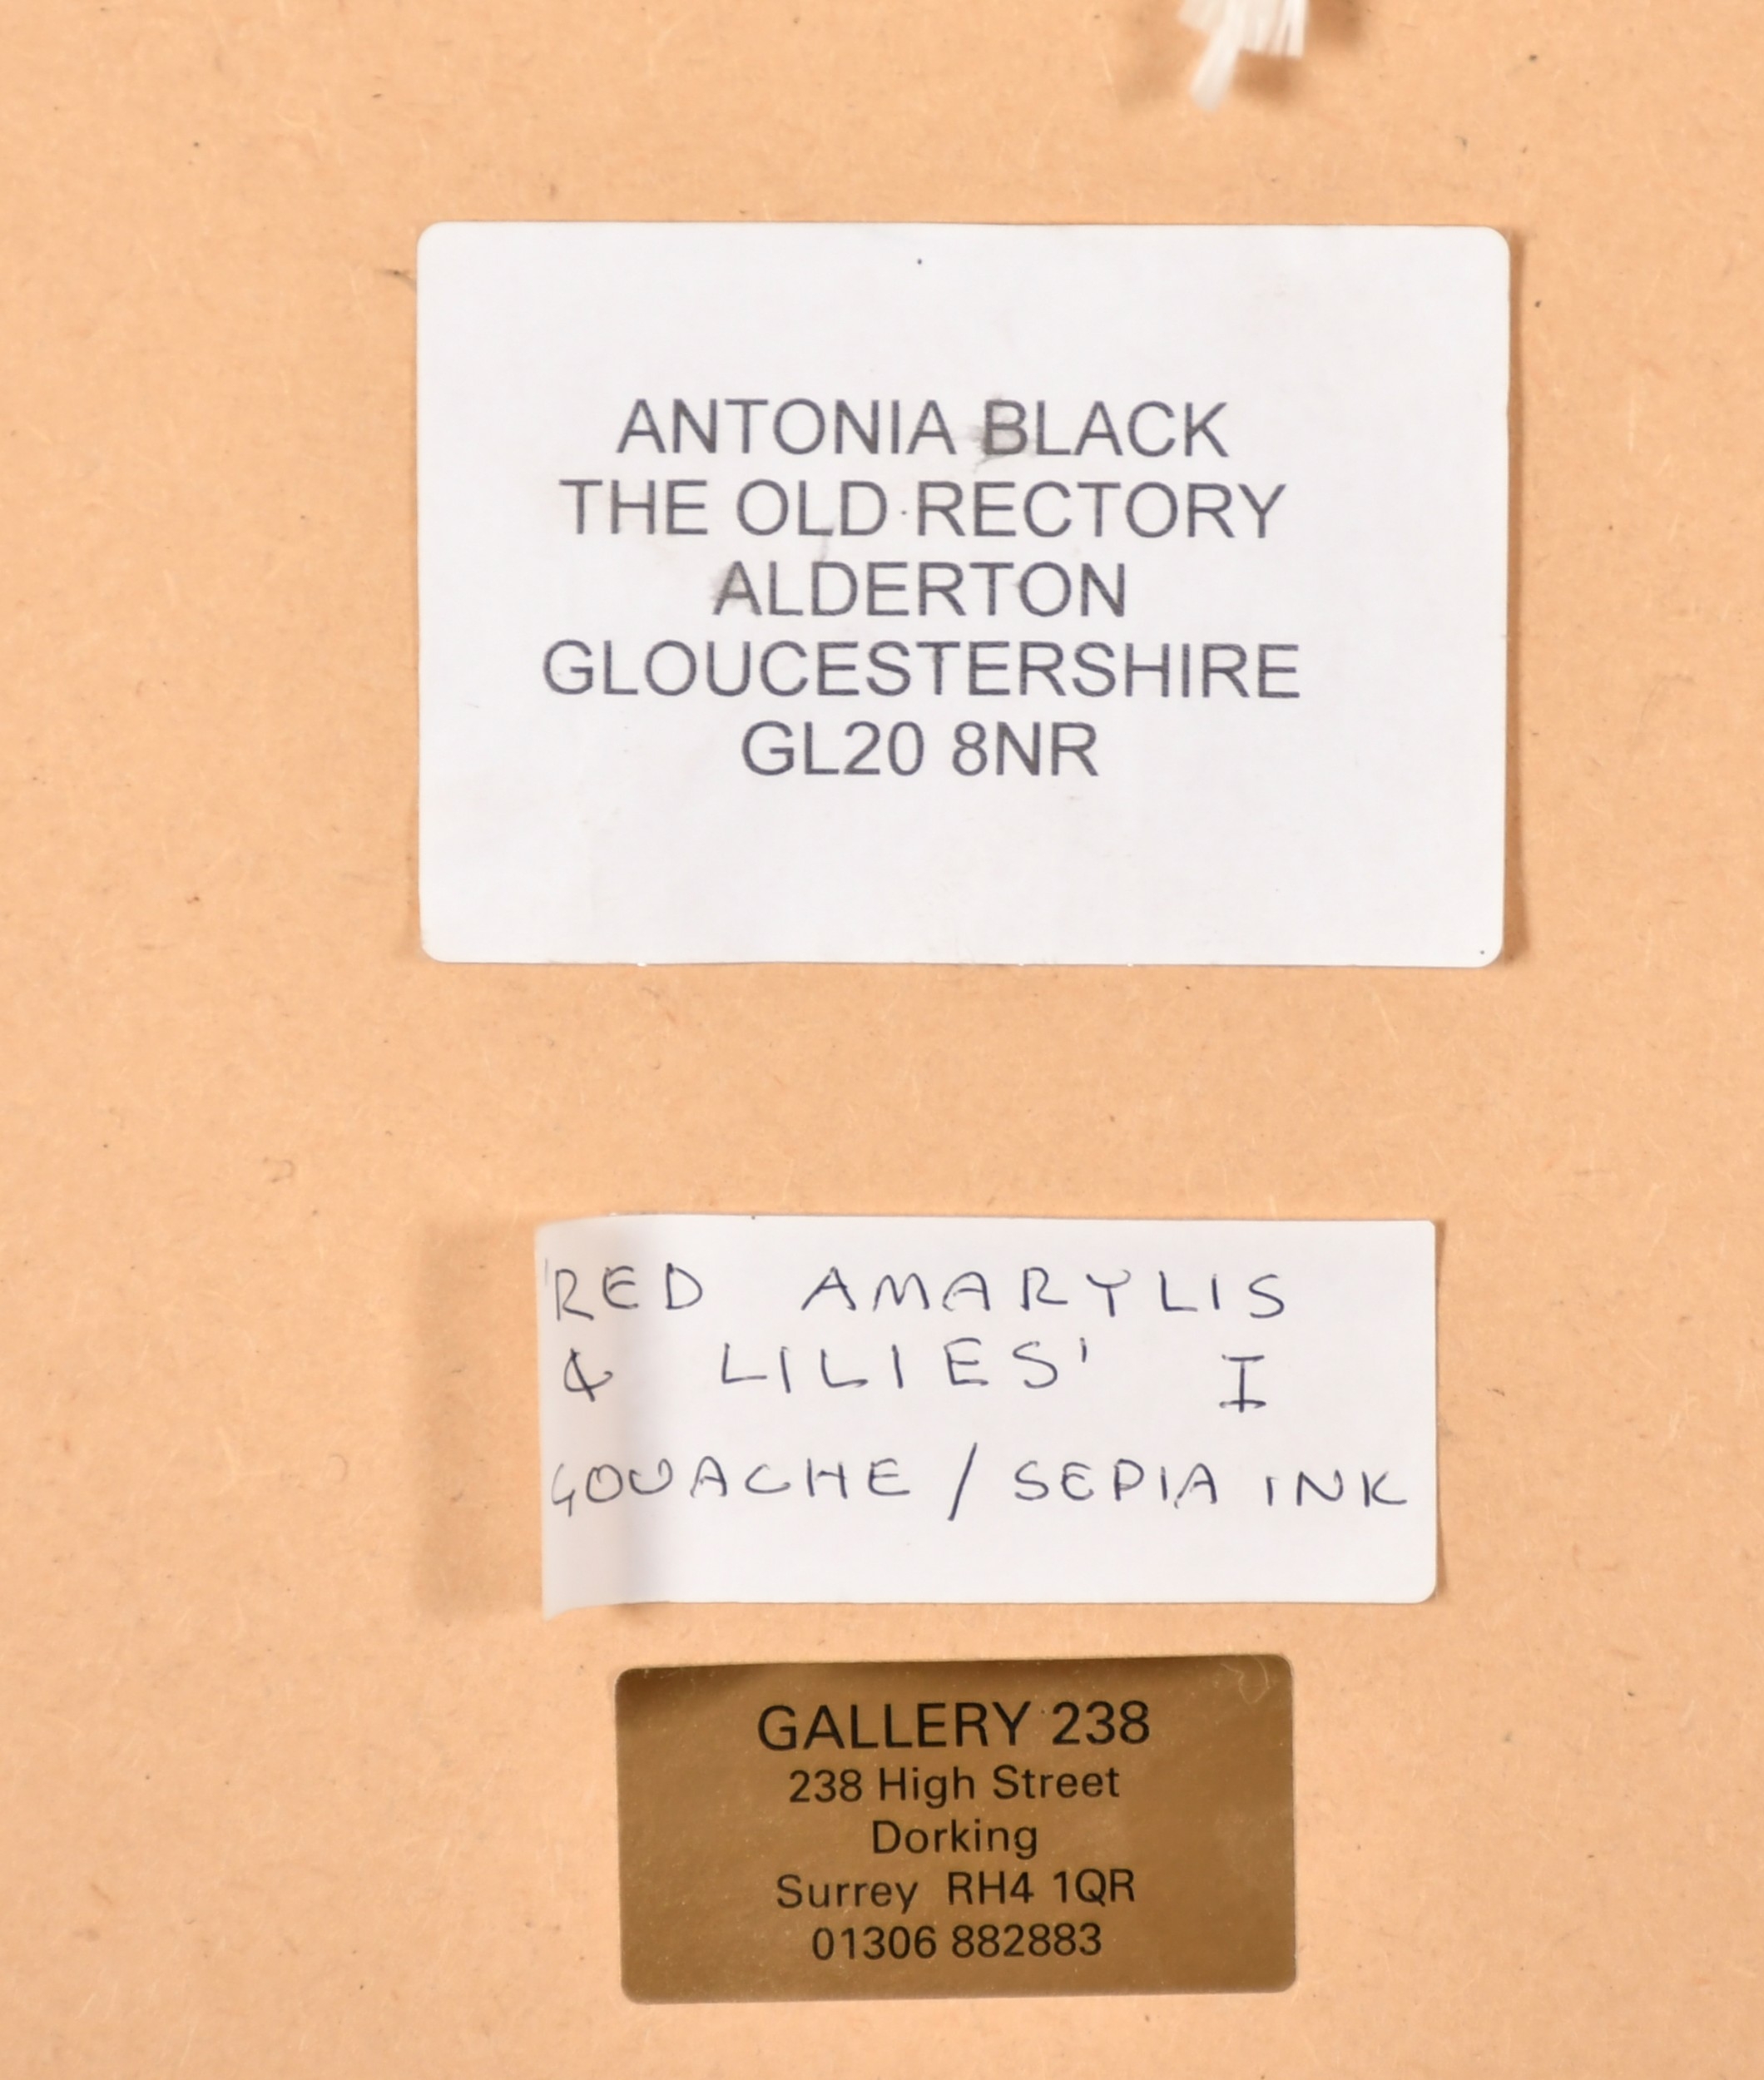 ANTONIA BLACK
THE OLD RECTORY
ALDERTON
GLOUCESTERSHIRE
GL20 8NR
'RED AMARYLIS
& LILIES' I
GOUACHE / SEPIA INK
GALLERY 238
238 High Street
Dorking
Surrey RH4 1QR
01306 882883